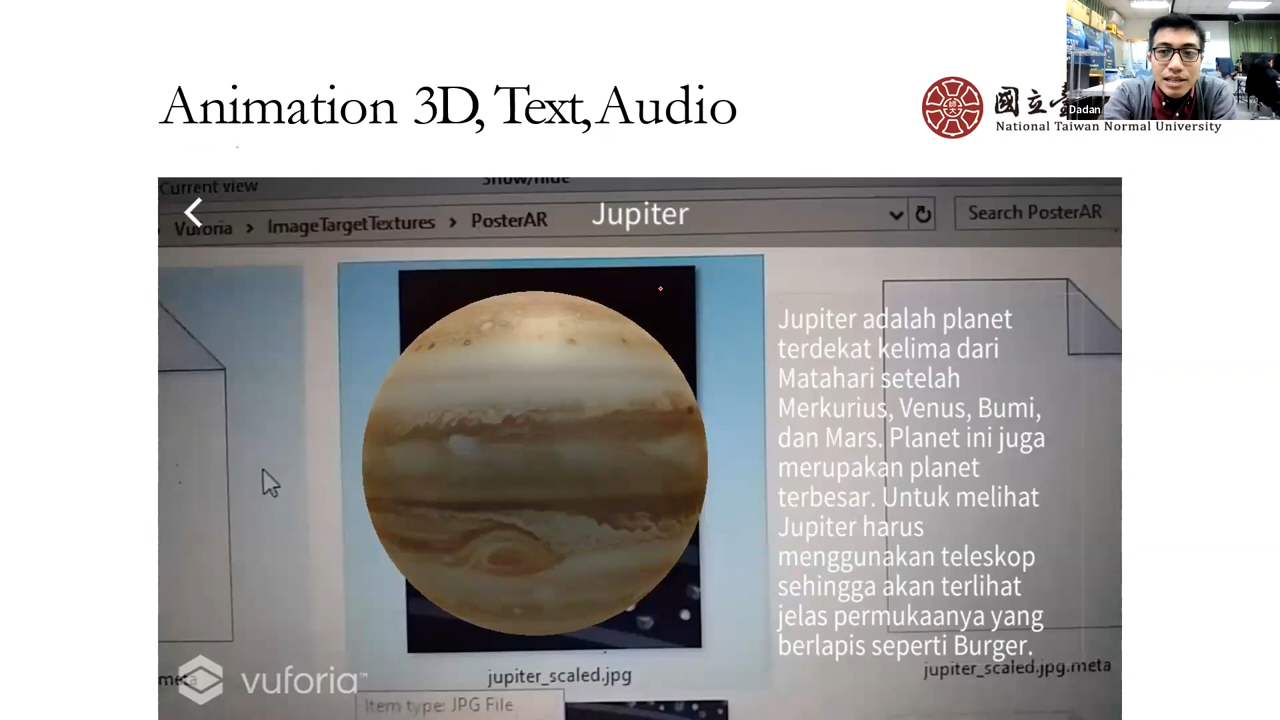 Animation 3D, Text, Audio
國立臺
National Taiwan Normal University
Dadan
Current view
Show/hide
Vuforia > ImageTargetTextures > PosterAR
Jupiter
Search PosterAR
Jupiter adalah planet
terdekat kelima dari
Matahari setelah
Merkurius, Venus, Bumi,
dan Mars. Planet ini juga
merupakan planet
terbesar. Untuk melihat
Jupiter harus
menggunakan teleskop
sehingga akan terlihat
jelas permukaanya yang
berlapis seperti Burger.
jupiter_scaled.jpg
jupiter_scaled.jpg.meta
vuforia™
Item type: JPG File